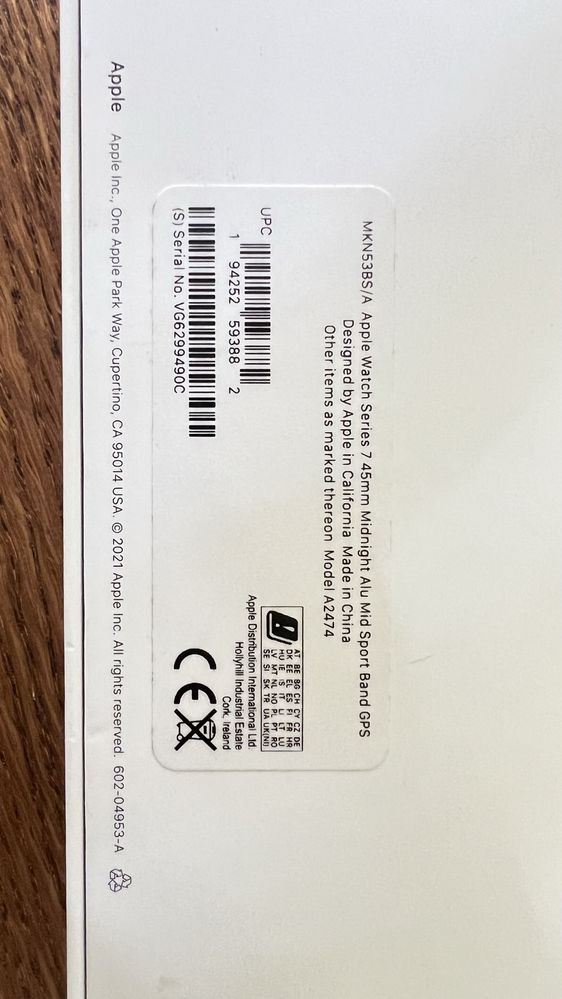 MKN53BS/A Apple Watch Series 7 45mm Midnight Alu Mid Sport Band GPS
Designed by Apple in California Made in China
Other items as marked thereon Model A2474
UPC
1 94252 59388 2
(S) Serial No. VG6299490C
AT BE BG CH CY CZ DE
DK EE EL ES FI FR HR
HU IE IS IT LI LT LU
LV MT NL NO PL PT RO
SE SI SK TR UA UK(NI)
Apple Distribution International Ltd.
Hollyhill Industrial Estate
Cork, Ireland
CE
Apple Apple Inc., One Apple Park Way, Cupertino, CA 95014 USA. © 2021 Apple Inc. All rights reserved. 602-04953-A